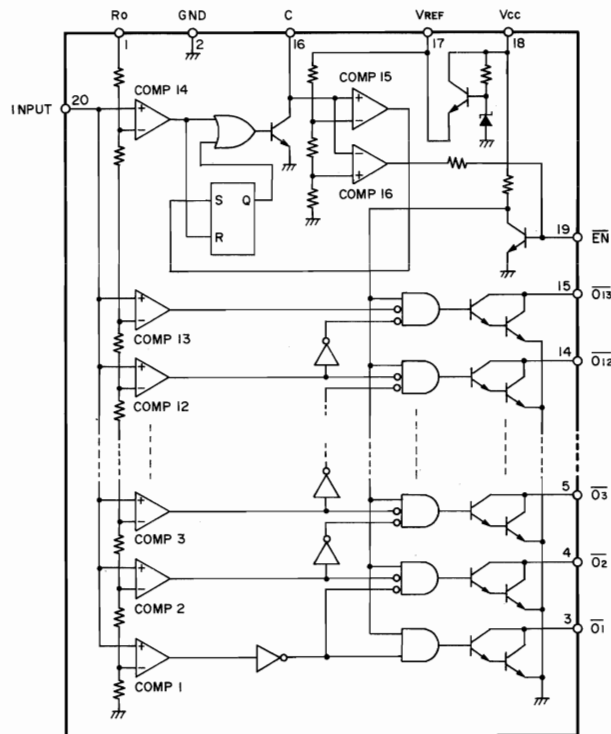 Ro GND C VREF Vcc
1 2 16 17 18
COMP 14
COMP 15
INPUT 20
COMP 16
S Q
R
19 EN
15 O13
COMP 13
14 O12
COMP 12
5 O3
COMP 3
4 O2
COMP 2
3 O1
COMP 1